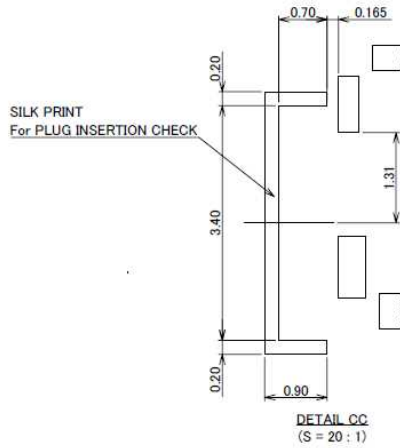 0.70
0.165
0.20
SILK PRINT
For PLUG INSERTION CHECK
1.31
3.40
0.20
0.90
DETAIL CC
(S = 20 : 1)